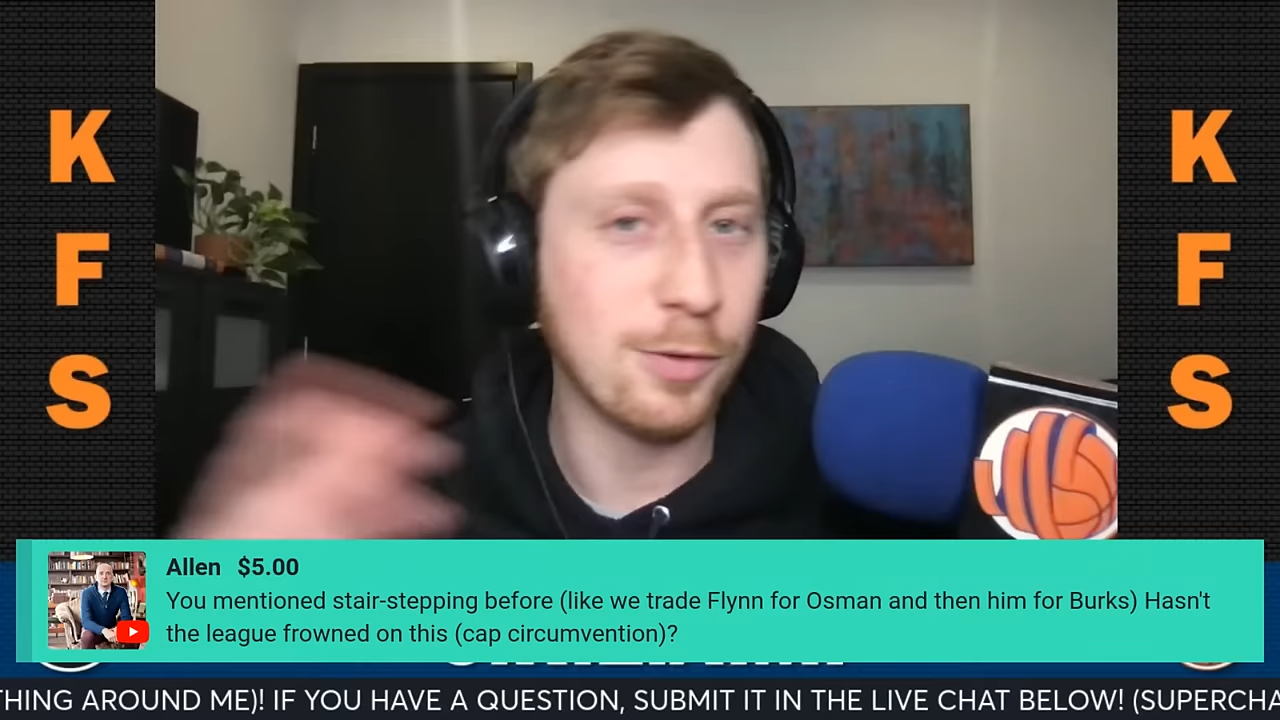 K
F
S
K
F
S
Allen $5.00
You mentioned stair-stepping before (like we trade Flynn for Osman and then him for Burks) Hasn't
the league frowned on this (cap circumvention)?
THING AROUND ME)! IF YOU HAVE A QUESTION, SUBMIT IT IN THE LIVE CHAT BELOW! (SUPERCHA